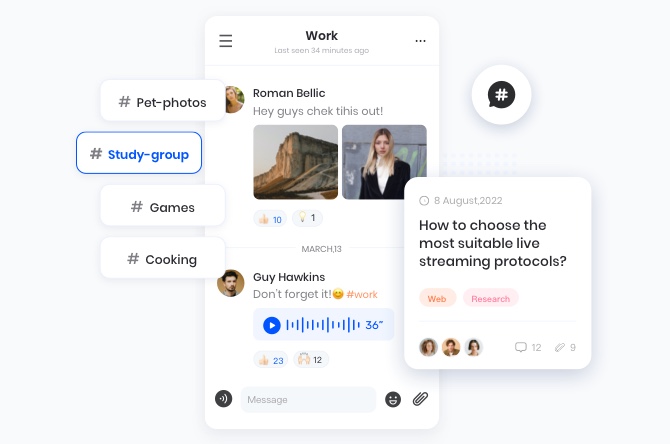 Work
Last seen 34 minutes ago
...
# Pet-photos
# Study-group
# Games
# Cooking
Roman Bellic
Hey guys chek tihis out!
10
1
MARCH,13
Guy Hawkins
Don't forget it!😊 #work
36"
23
12
Message
#
8 August,2022
How to choose the
most suitable live
streaming protocols?
Web
Research
12
9